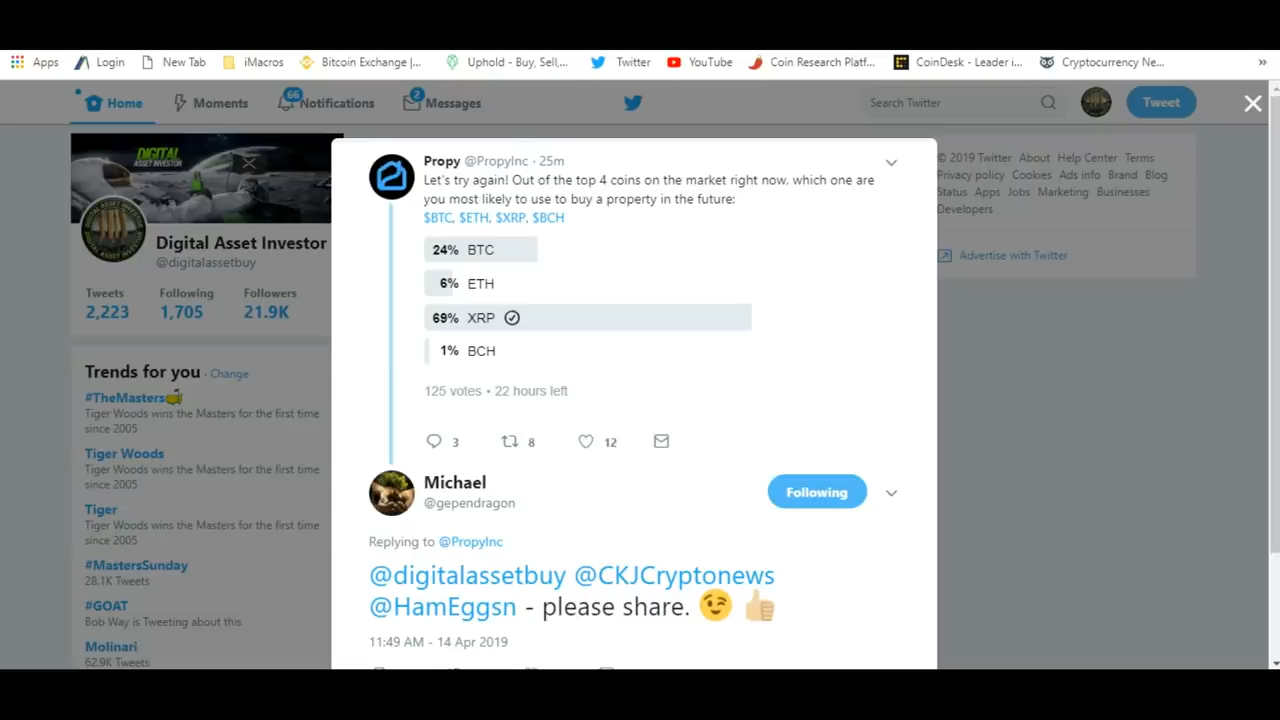 Apps Login New Tab iMacros Bitcoin Exchange |... Uphold - Buy, Sell,... Twitter YouTube Coin Research Platf... CoinDesk - Leader i... Cryptocurrency Ne... »
Home Moments 66 Notifications 2 Messages Search Twitter Tweet
DIGITAL
ASSET INVESTOR
Digital Asset Investor
@digitalassetbuy
Tweets Following Followers
2,223 1,705 21.9K
Trends for you · Change
#TheMasters
Tiger Woods wins the Masters for the first time
since 2005
Tiger Woods
Tiger Woods wins the Masters for the first time
since 2005
Tiger
Tiger Woods wins the Masters for the first time
since 2005
#MastersSunday
28.1K Tweets
#GOAT
Bob Way is Tweeting about this
Molinari
62.9K Tweets
Propy @PropyInc · 25m
Let's try again! Out of the top 4 coins on the market right now, which one are
you most likely to use to buy a property in the future:
$BTC, $ETH, $XRP, $BCH
24% BTC
6% ETH
69% XRP
1% BCH
125 votes • 22 hours left
3 8 12
Michael
@gependragon
Following
Replying to @PropyInc
@digitalassetbuy @CKJCryptonews
@HamEggsn - please share. 😉 👍🏼
11:49 AM - 14 Apr 2019
© 2019 Twitter About Help Center Terms
Privacy policy Cookies Ads info Brand Blog
Status Apps Jobs Marketing Businesses
Developers
Advertise with Twitter